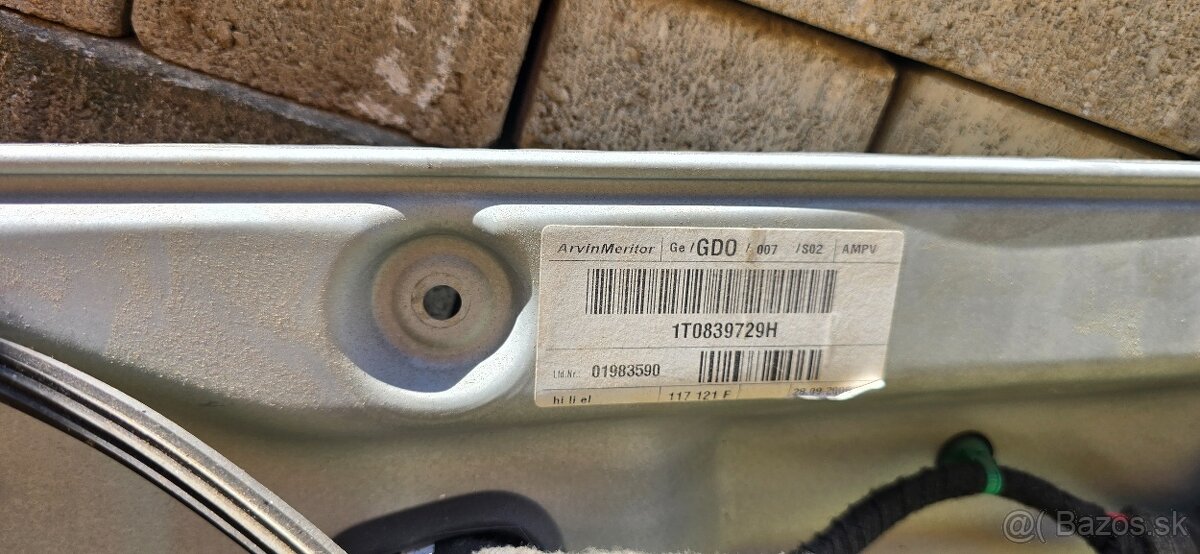 ArvinMeritor Ge/GDO /007 /S02 AMPV
1T0839729H
Lfd.Nr.: 01983590
hi li el 117 121 F
@( Bazos.sk